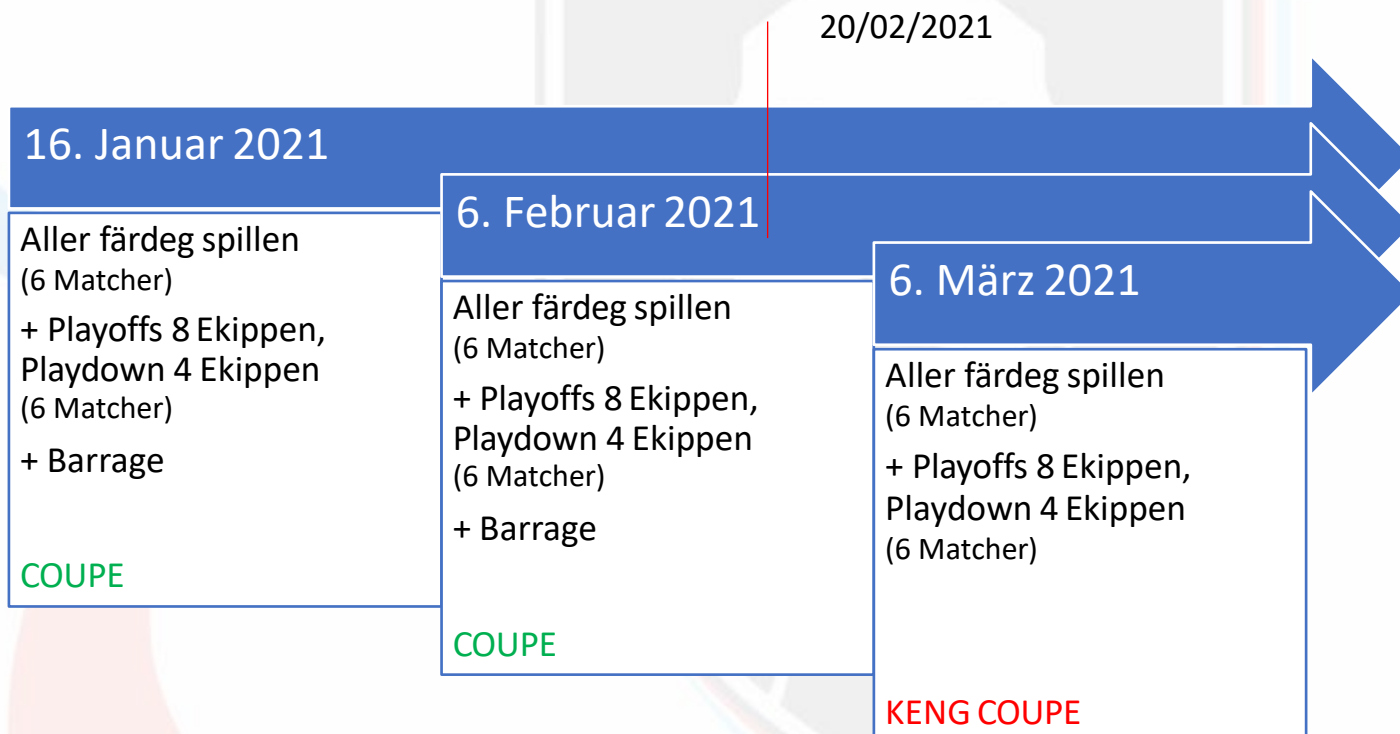 20/02/2021
16. Januar 2021
Aller färdeg spillen
(6 Matcher)
+ Playoffs 8 Ekippen,
Playdown 4 Ekippen
(6 Matcher)
+ Barrage
COUPE
6. Februar 2021
Aller färdeg spillen
(6 Matcher)
+ Playoffs 8 Ekippen,
Playdown 4 Ekippen
(6 Matcher)
+ Barrage
COUPE
6. März 2021
Aller färdeg spillen
(6 Matcher)
+ Playoffs 8 Ekippen,
Playdown 4 Ekippen
(6 Matcher)
KENG COUPE